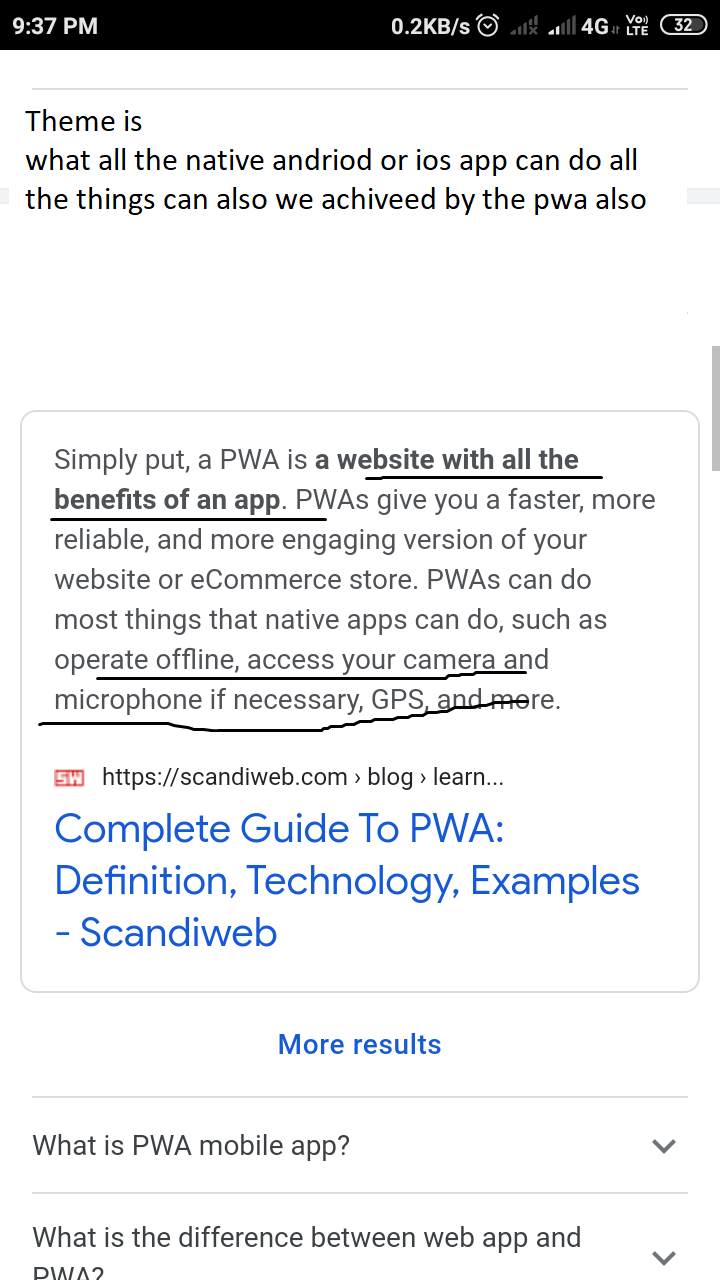 9:37 PM
0.2KB/s 4G Vo)) LTE 32
Theme is
what all the native andriod or ios app can do all
the things can also we achiveed by the pwa also
Simply put, a PWA is a website with all the
benefits of an app. PWAs give you a faster, more
reliable, and more engaging version of your
website or eCommerce store. PWAs can do
most things that native apps can do, such as
operate offline, access your camera and
microphone if necessary, GPS, and more.
SW https://scandiweb.com › blog › learn...
Complete Guide To PWA:
Definition, Technology, Examples
- Scandiweb
More results
What is PWA mobile app?
What is the difference between web app and
PWA?